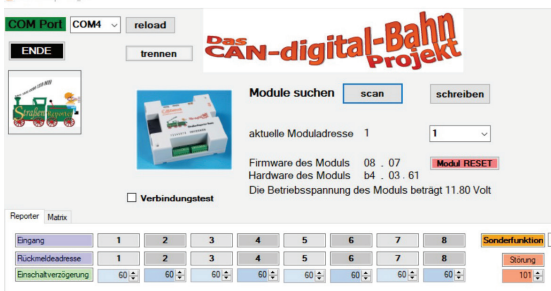 COM Port COM4 reload
ENDE trennen
Das
CAN-digital-Bahn
Projekt
Straßen Reporter
Module suchen scan schreiben
aktuelle Moduladresse 1 1
Firmware des Moduls 08 . 07 Modul RESET
Hardware des Moduls b4 . 03 . 61
Die Betriebsspannung des Moduls beträgt 11.80 Volt
Verbindungstest
Reporter Matrix
Eingang 1 2 3 4 5 6 7 8 Sonderfunktion
Rückmeldeadresse 1 2 3 4 5 6 7 8 Störung
Einschaltverzögerung 60 60 60 60 60 60 60 60 101